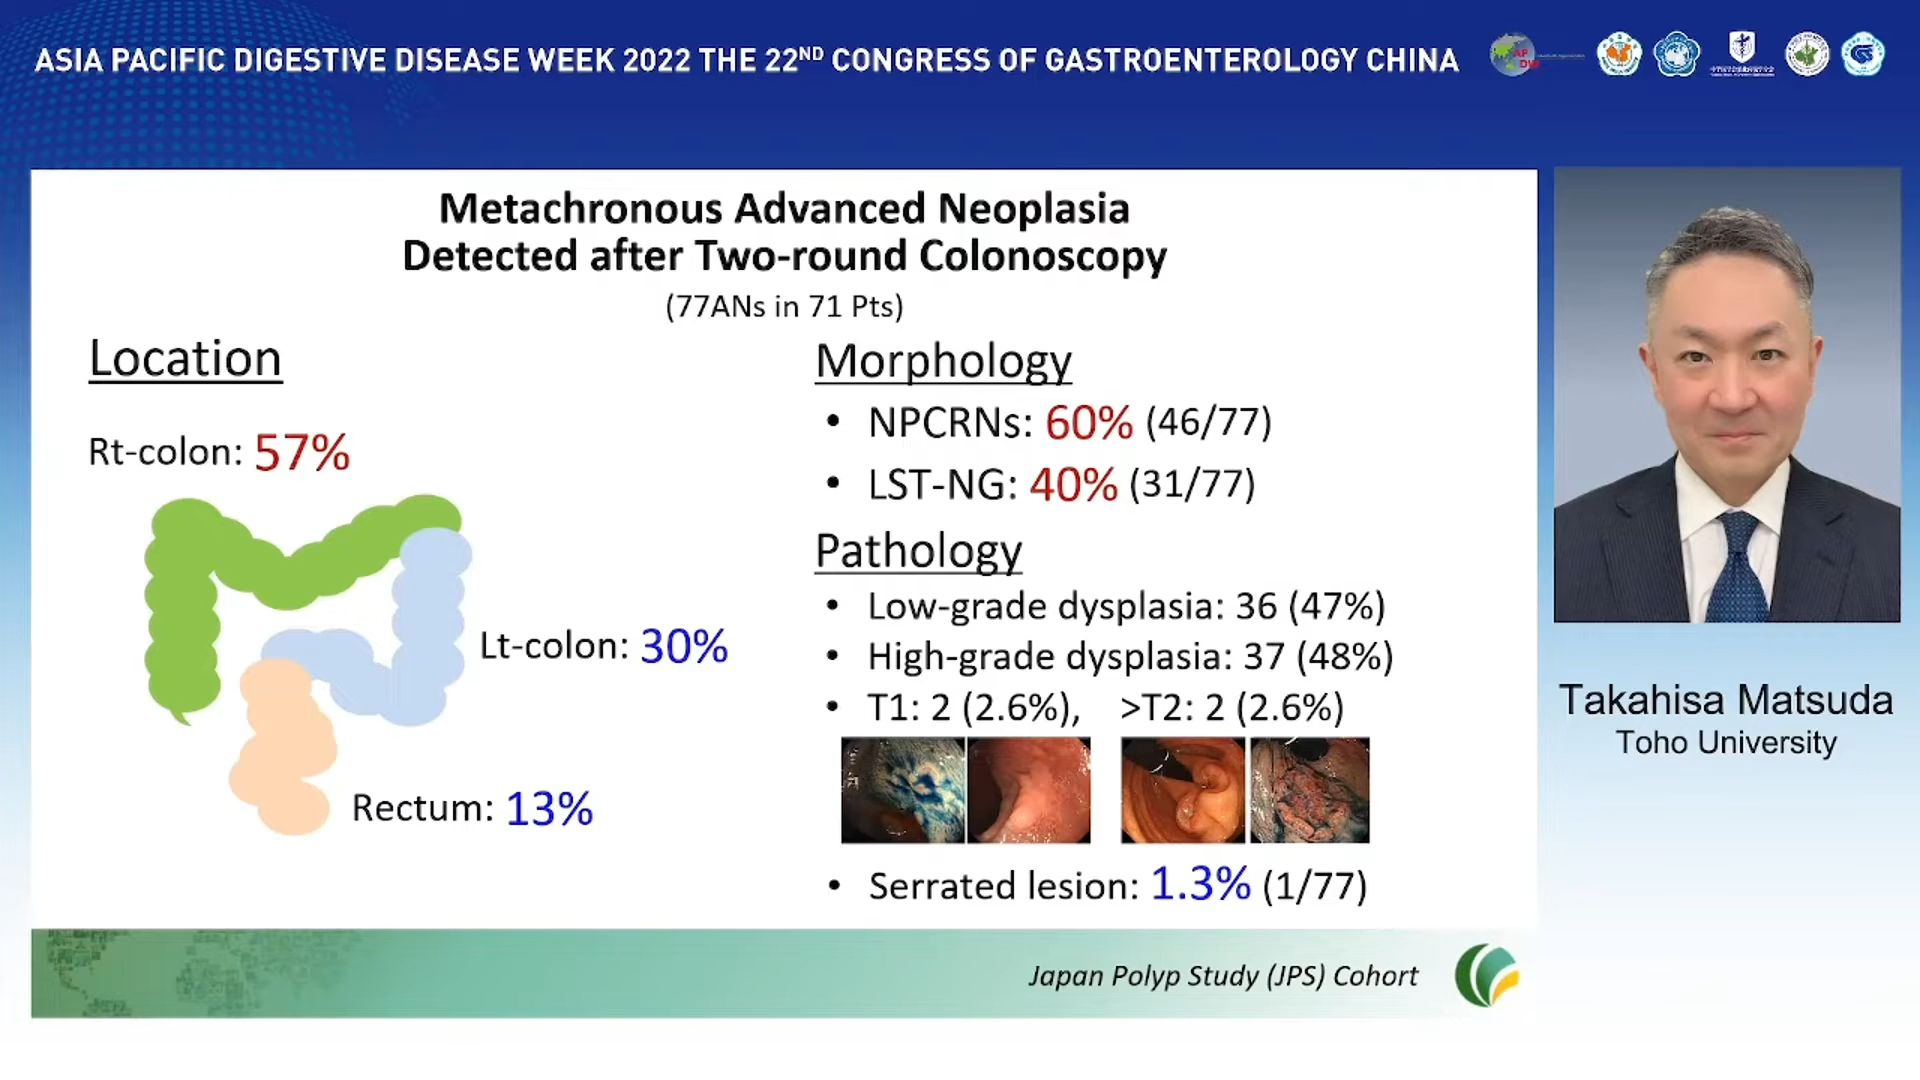 ASIA PACIFIC DIGESTIVE DISEASE WEEK 2022 THE 22ND CONGRESS OF GASTROENTEROLOGY CHINA
Metachronous Advanced Neoplasia
Detected after Two-round Colonoscopy
(77ANs in 71 Pts)
Location
Rt-colon: 57%
Lt-colon: 30%
Rectum: 13%
Morphology
• NPCRNs: 60% (46/77)
• LST-NG: 40% (31/77)
Pathology
• Low-grade dysplasia: 36 (47%)
• High-grade dysplasia: 37 (48%)
• T1: 2 (2.6%), >T2: 2 (2.6%)
• Serrated lesion: 1.3% (1/77)
Japan Polyp Study (JPS) Cohort
Takahisa Matsuda
Toho University